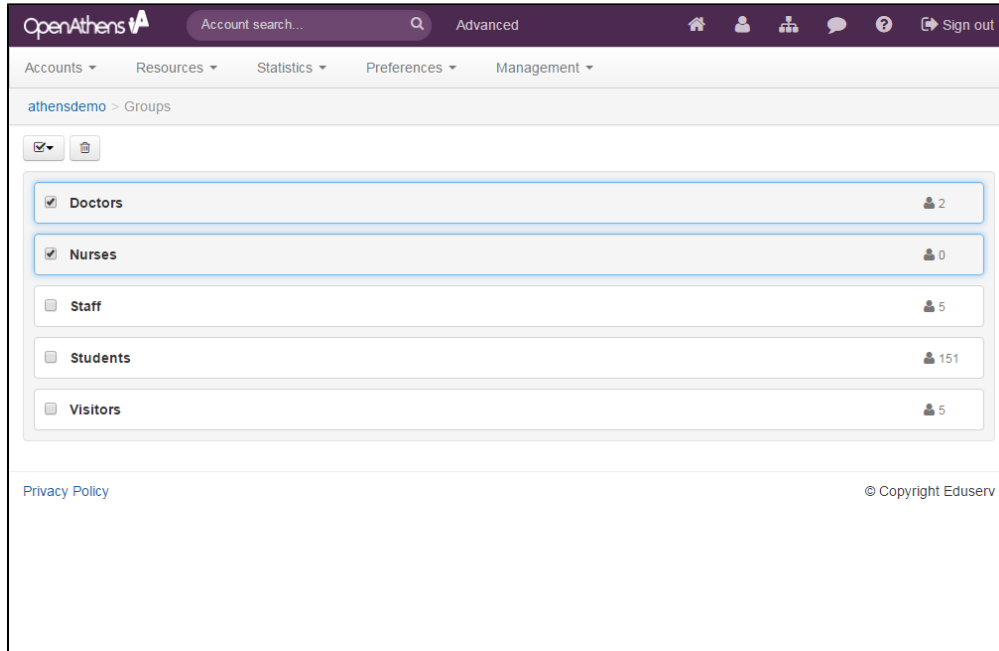 OpenAthens Account search... Advanced Sign out
Accounts Resources Statistics Preferences Management
athensdemo > Groups
Doctors 2
Nurses 0
Staff 5
Students 151
Visitors 5
Privacy Policy © Copyright Eduserv